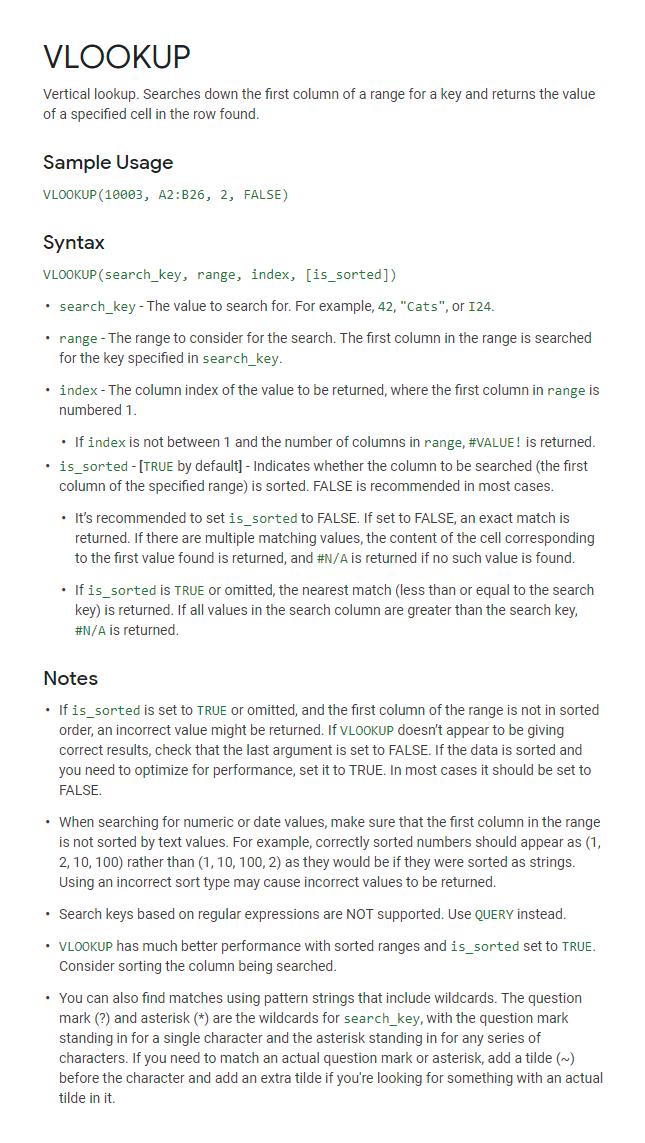 VLOOKUP
Vertical lookup. Searches down the first column of a range for a key and returns the value
of a specified cell in the row found.
Sample Usage
VLOOKUP(10003, A2:B26, 2, FALSE)
Syntax
VLOOKUP(search_key, range, index, [is_sorted])
• search_key - The value to search for. For example, 42, "Cats", or I24.
• range - The range to consider for the search. The first column in the range is searched
for the key specified in search_key.
• index - The column index of the value to be returned, where the first column in range is
numbered 1.
• If index is not between 1 and the number of columns in range, #VALUE! is returned.
• is_sorted - [TRUE by default] - Indicates whether the column to be searched (the first
column of the specified range) is sorted. FALSE is recommended in most cases.
• It’s recommended to set is_sorted to FALSE. If set to FALSE, an exact match is
returned. If there are multiple matching values, the content of the cell corresponding
to the first value found is returned, and #N/A is returned if no such value is found.
• If is_sorted is TRUE or omitted, the nearest match (less than or equal to the search
key) is returned. If all values in the search column are greater than the search key,
#N/A is returned.
Notes
• If is_sorted is set to TRUE or omitted, and the first column of the range is not in sorted
order, an incorrect value might be returned. If VLOOKUP doesn’t appear to be giving
correct results, check that the last argument is set to FALSE. If the data is sorted and
you need to optimize for performance, set it to TRUE. In most cases it should be set to
FALSE.
• When searching for numeric or date values, make sure that the first column in the range
is not sorted by text values. For example, correctly sorted numbers should appear as (1,
2, 10, 100) rather than (1, 10, 100, 2) as they would be if they were sorted as strings.
Using an incorrect sort type may cause incorrect values to be returned.
• Search keys based on regular expressions are NOT supported. Use QUERY instead.
• VLOOKUP has much better performance with sorted ranges and is_sorted set to TRUE.
Consider sorting the column being searched.
• You can also find matches using pattern strings that include wildcards. The question
mark (?) and asterisk (*) are the wildcards for search_key, with the question mark
standing in for a single character and the asterisk standing in for any series of
characters. If you need to match an actual question mark or asterisk, add a tilde (~)
before the character and add an extra tilde if you're looking for something with an actual
tilde in it.